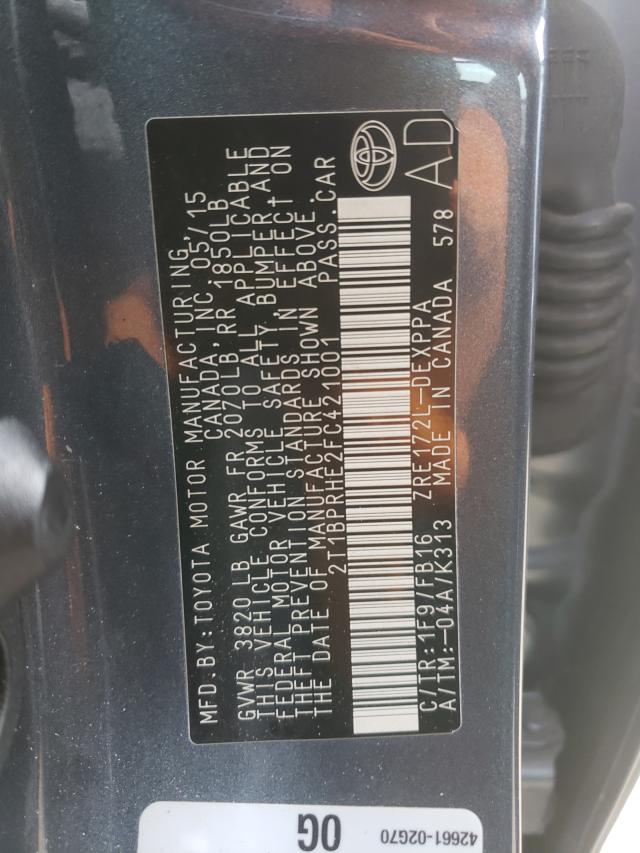 MFD.BY:TOYOTA MOTOR MANUFACTURING
CANADA, INC. 05/15
GVWR 3820 LB GAWR FR 2070LB,RR 1850LB
THIS VEHICLE CONFORMS TO ALL APPLICABLE
FEDERAL MOTOR VEHICLE SAFETY, BUMPER,AND
THEFT PREVENTION STANDARDS IN EFFECT ON
THE DATE OF MANUFACTURE SHOWN ABOVE
2T1BPRHE2FC421001 PASS.CAR
C/TR:1F9/FB16 ZRE172L-DEXPPA
A/TM:-04A/K313 MADE IN CANADA 578
AD
0G
42661-02G70